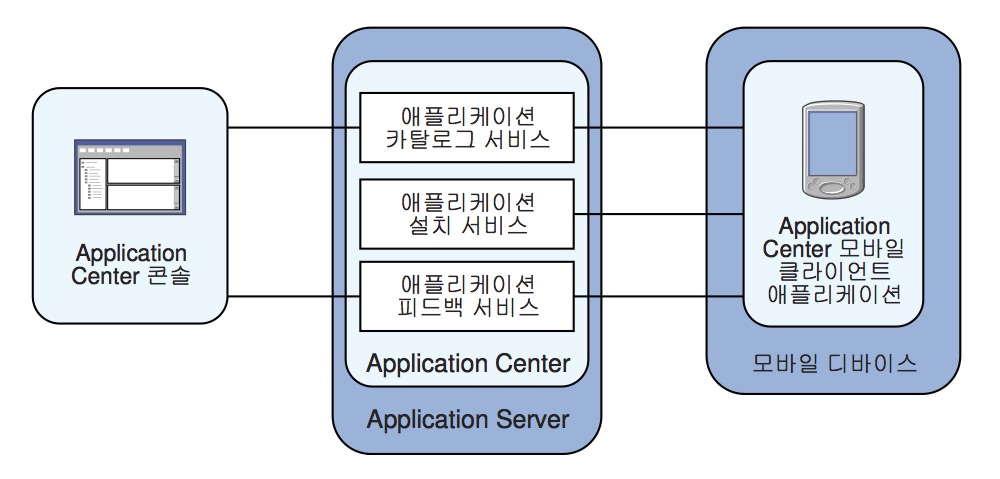 Application
Center 콘솔
애플리케이션
카탈로그 서비스
애플리케이션
설치 서비스
애플리케이션
피드백 서비스
Application Center
Application Server
Application
Center 모바일
클라이언트
애플리케이션
모바일 디바이스